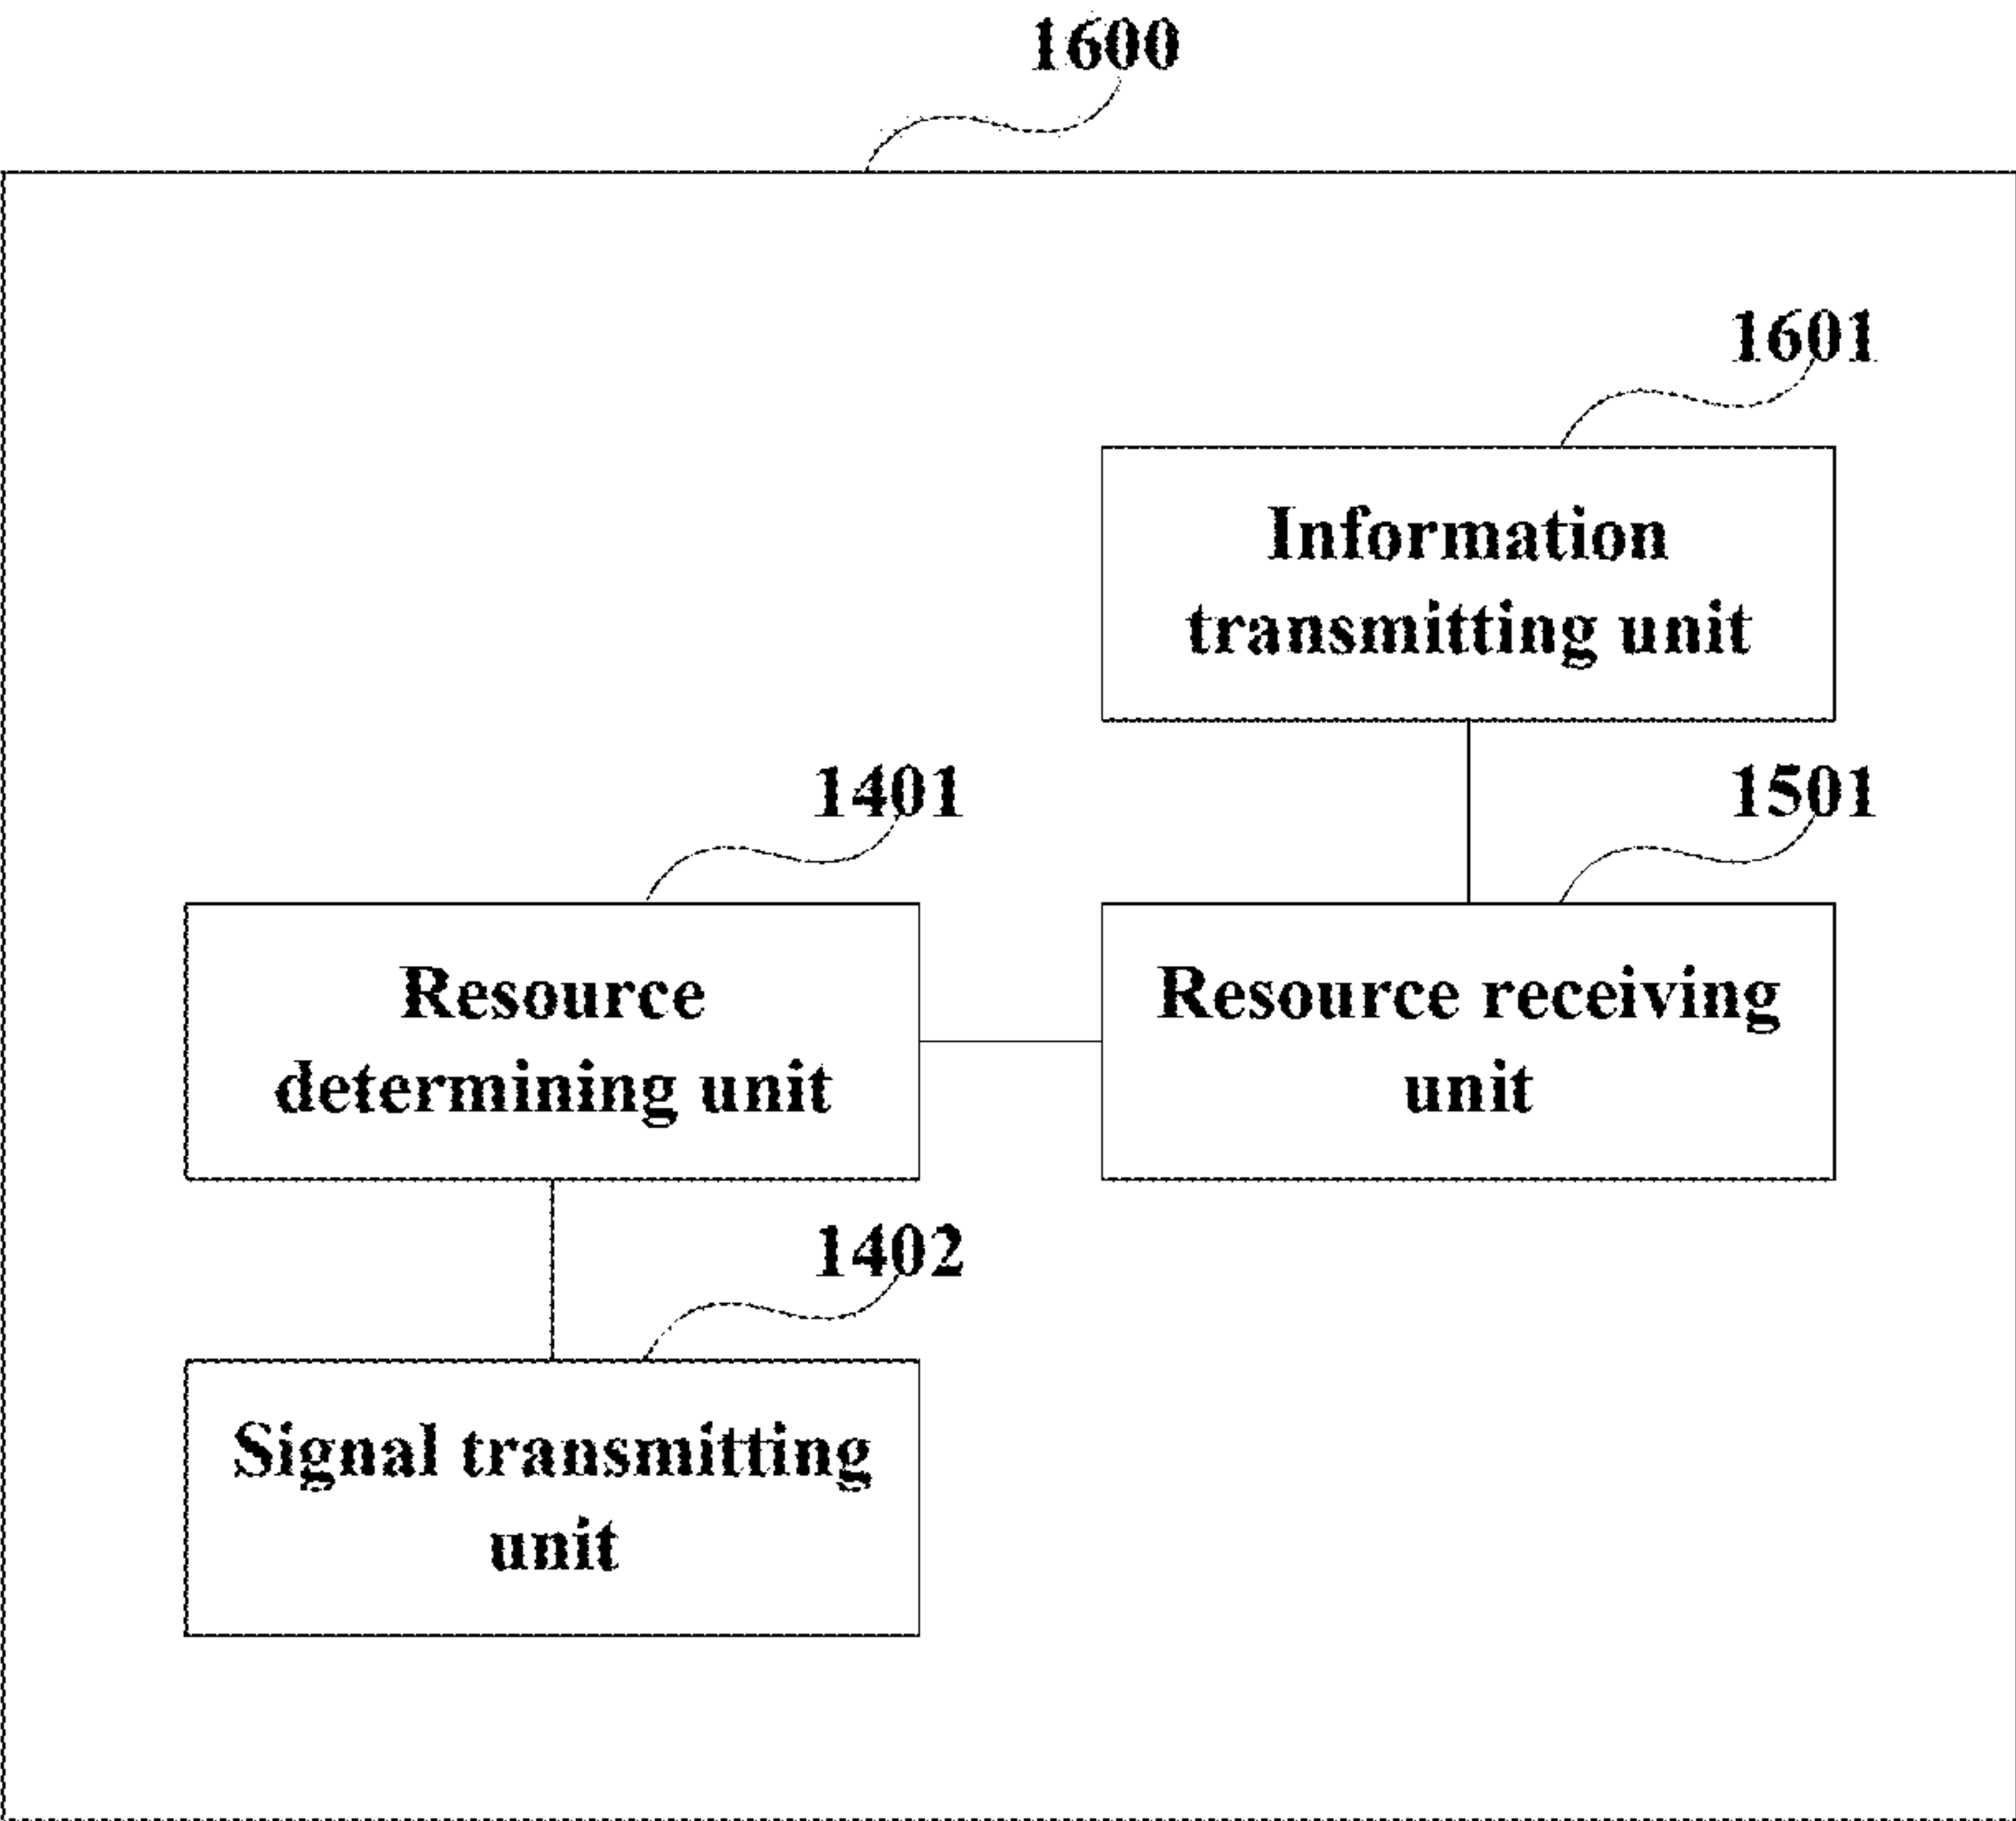 1600
1601
Information
transmitting unit
1401
1501
Resource
determining unit
Resource receiving
unit
1402
Signal transmitting
unit